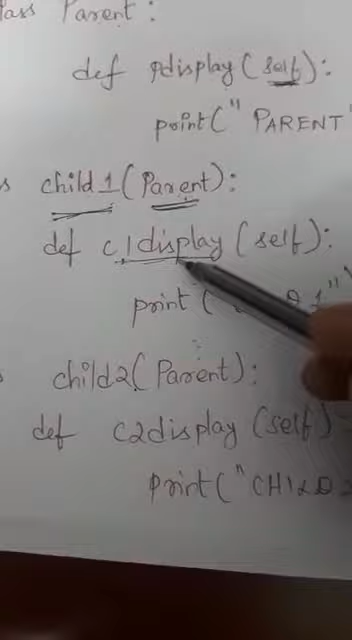 lass Parent:
def pdisplay(self):
print("PARENT"
s child1(Parent):
def c1display(self):
print(" D 1")
s child2(Parent):
def c2display(self)
print("CHILD